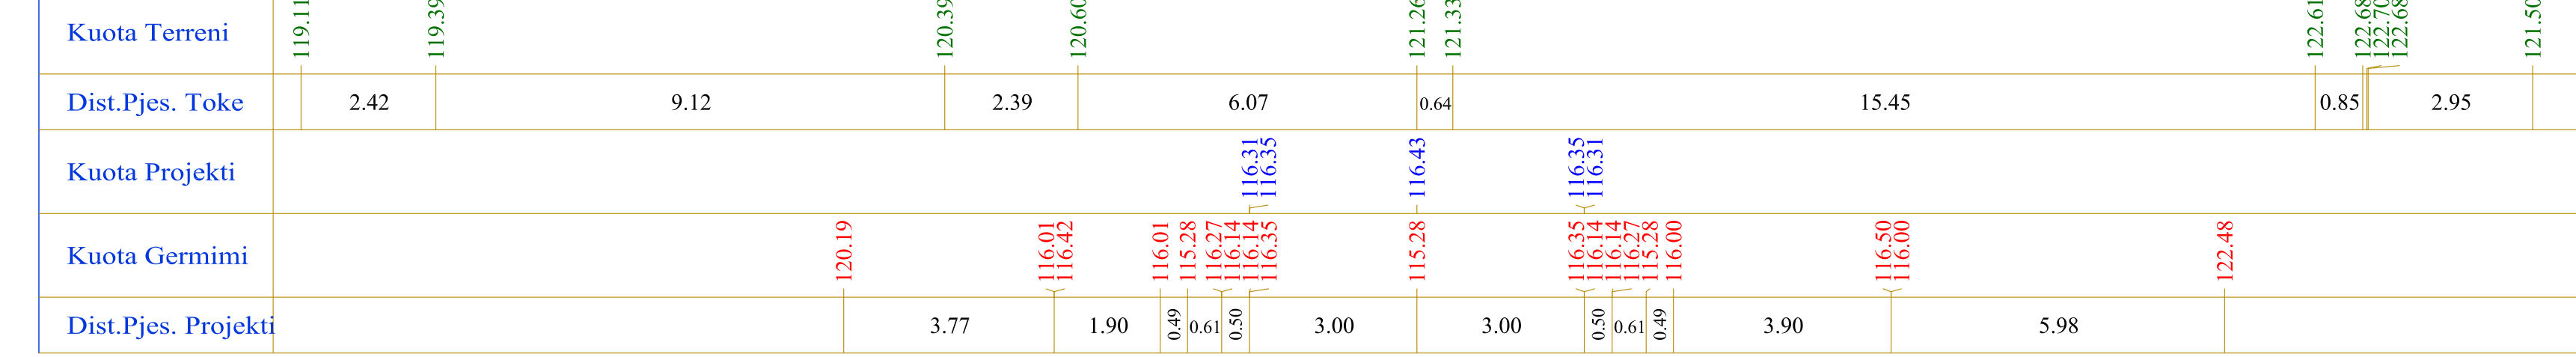 Kuota Terreni 119.11 119.39 120.39 120.60 121.26 121.33 122.61 122.68 122.70 122.68 121.50
Dist.Pjes. Toke 2.42 9.12 2.39 6.07 0.64 15.45 0.85 2.95
Kuota Projekti 116.31 116.35 116.43 116.35 116.31
Kuota Germimi 120.19 116.01 116.42 116.01 115.28 116.27 116.14 116.14 116.35 115.28 116.35 116.14 116.14 116.27 115.28 116.00 116.50 116.00 122.48
Dist.Pjes. Projekti 3.77 1.90 0.49 0.61 0.50 3.00 3.00 0.50 0.61 0.49 3.90 5.98